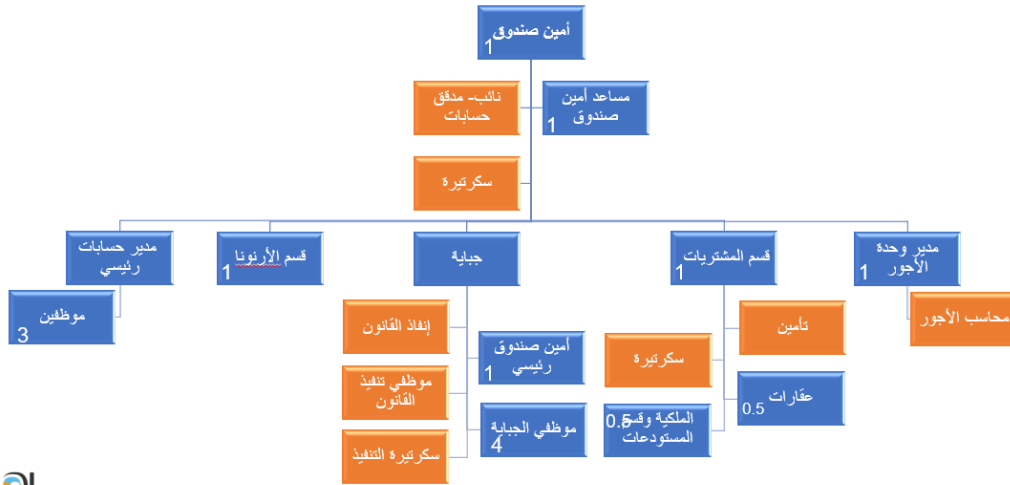 أمين صندوق
1
مساعد أمين
صندوق
1
نائب- مدقق
حسابات
سكرتيرة
مدير وحدة
الأجور
1
قسم المشتريات
1
جباية
قسم الأرنونا
1
مدير حسابات
رئيسي
محاسب الأجور
تأمين
سكرتيرة
عقارات
0.5
الملكية وقسم
المستودعات
0.5
إنفاذ القانون
أمين صندوق
رئيسي
1
موظفي تنفيذ
القانون
موظفي الجباية
4
سكرتيرة التنفيذ
موظفين
3